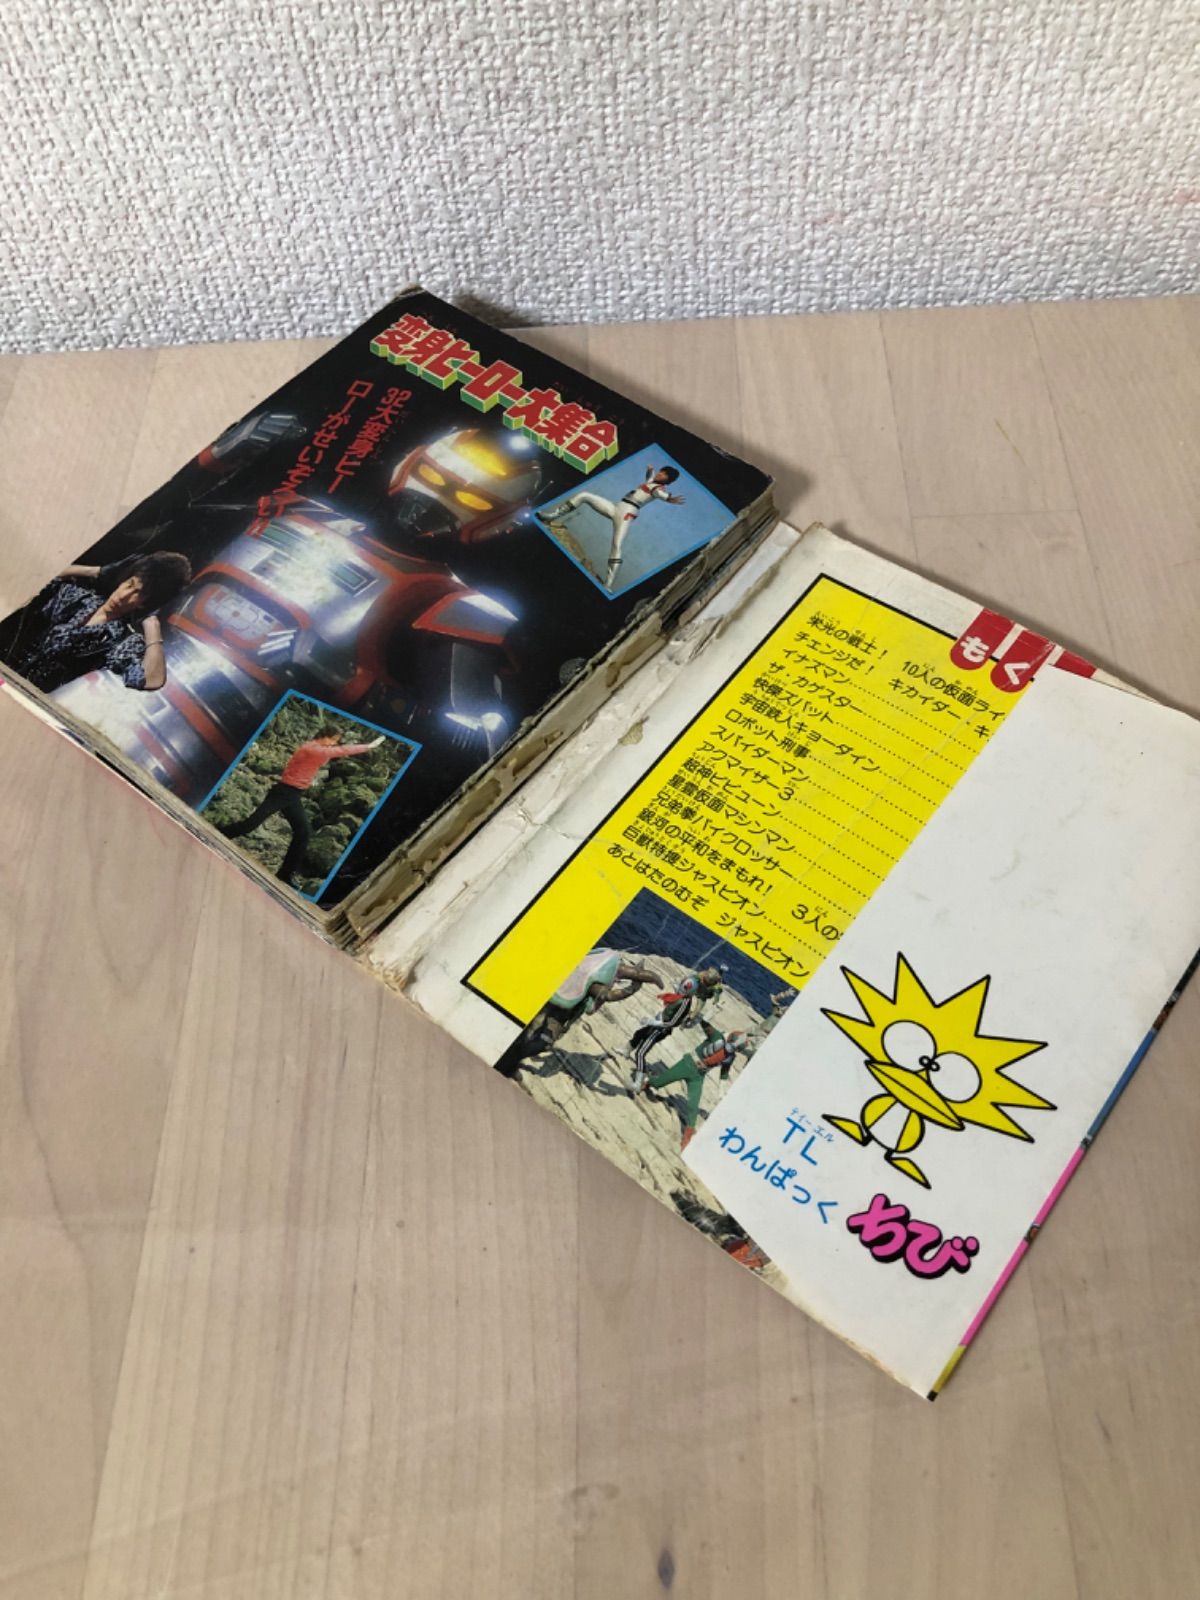 変身ヒーロー大集合
32大変身ヒー
ローがせいぞろい
もく
栄光の戦士! 10人の仮面ライ
チェンジだ! キカイダー・キ
イナズマン
ザ・カゲスター
快傑ズバット
宇宙鉄人キョーダイン
ロボット刑事
スパイダーマン
アクマイザー3
超神ビビューン
星雲仮面マシンマン
兄弟拳バイクロッサー
銀河の平和をまもれ! 3人の
巨獣特捜ジャスピオン
あとはたのむぞ ジャスピオン
ティーエル
TL
わんぱっく
ちび